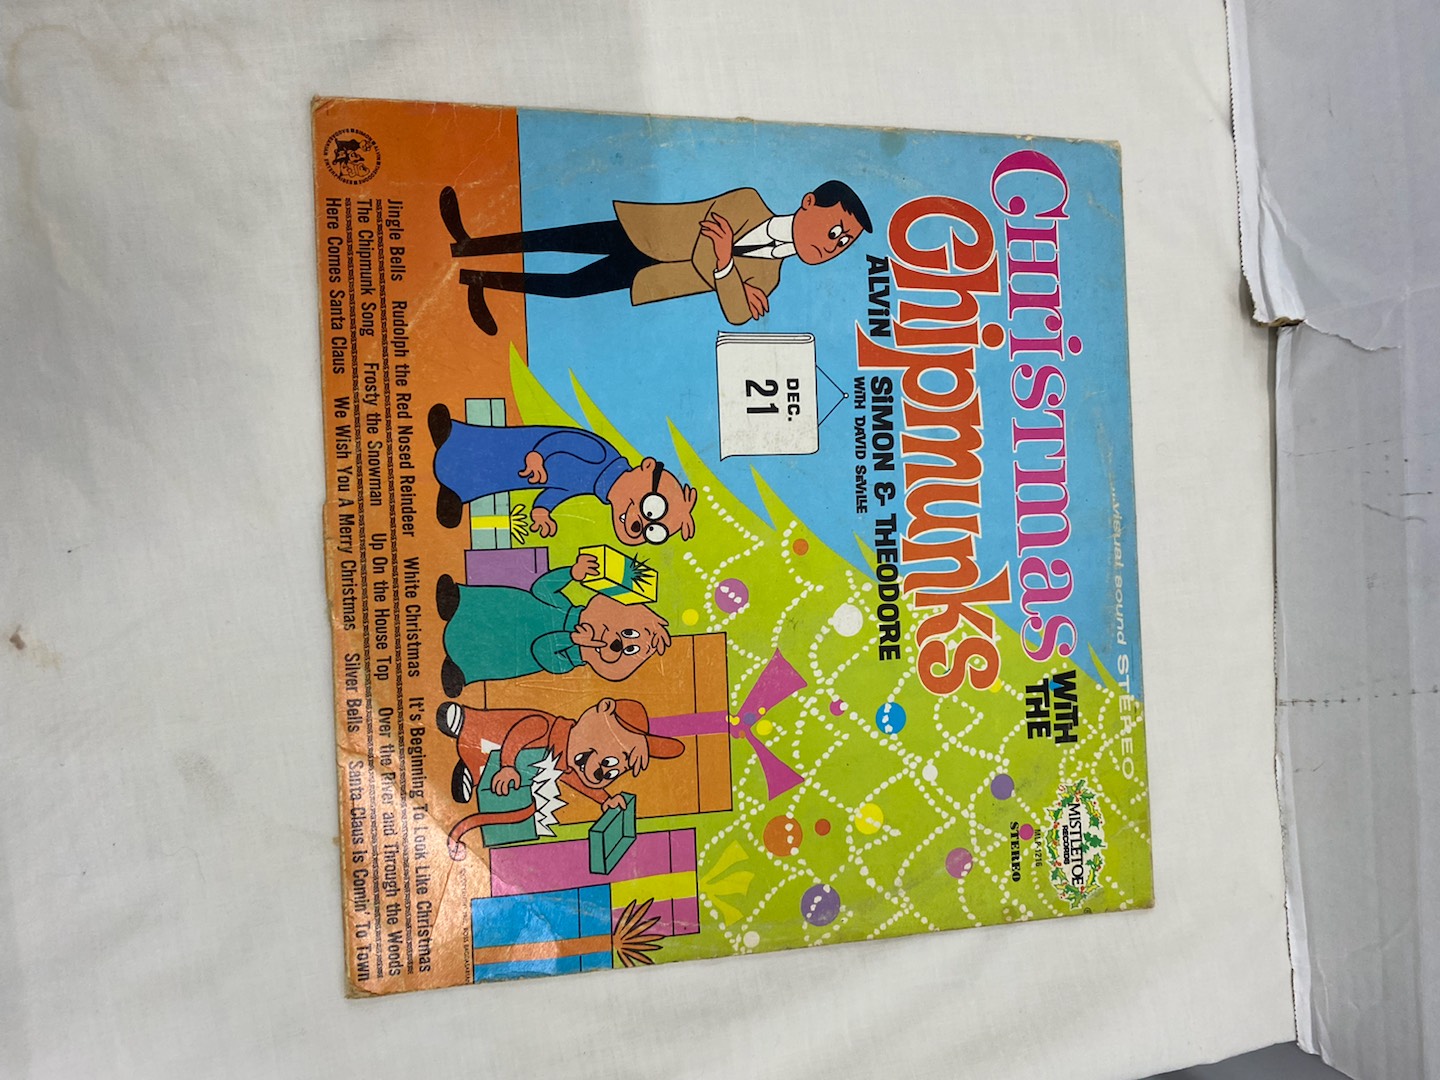 Visual Sound STEREO
CHRISTMAS WITH THE
Chipmunks
ALVIN SIMON & THEODORE
WITH DAVID SEVILLE
MISTLETOE
RECORDS
MLP-1216
STEREO
DEC.
21
Jingle Bells Rudolph the Red Nosed Reindeer White Christmas It's Beginning To Look Like Christmas
The Chipmunk Song Frosty the Snowman Up On the House Top Over the River and Through the Woods
Here Comes Santa Claus We Wish You A Merry Christmas Silver Bells Santa Claus is Comin' To Town